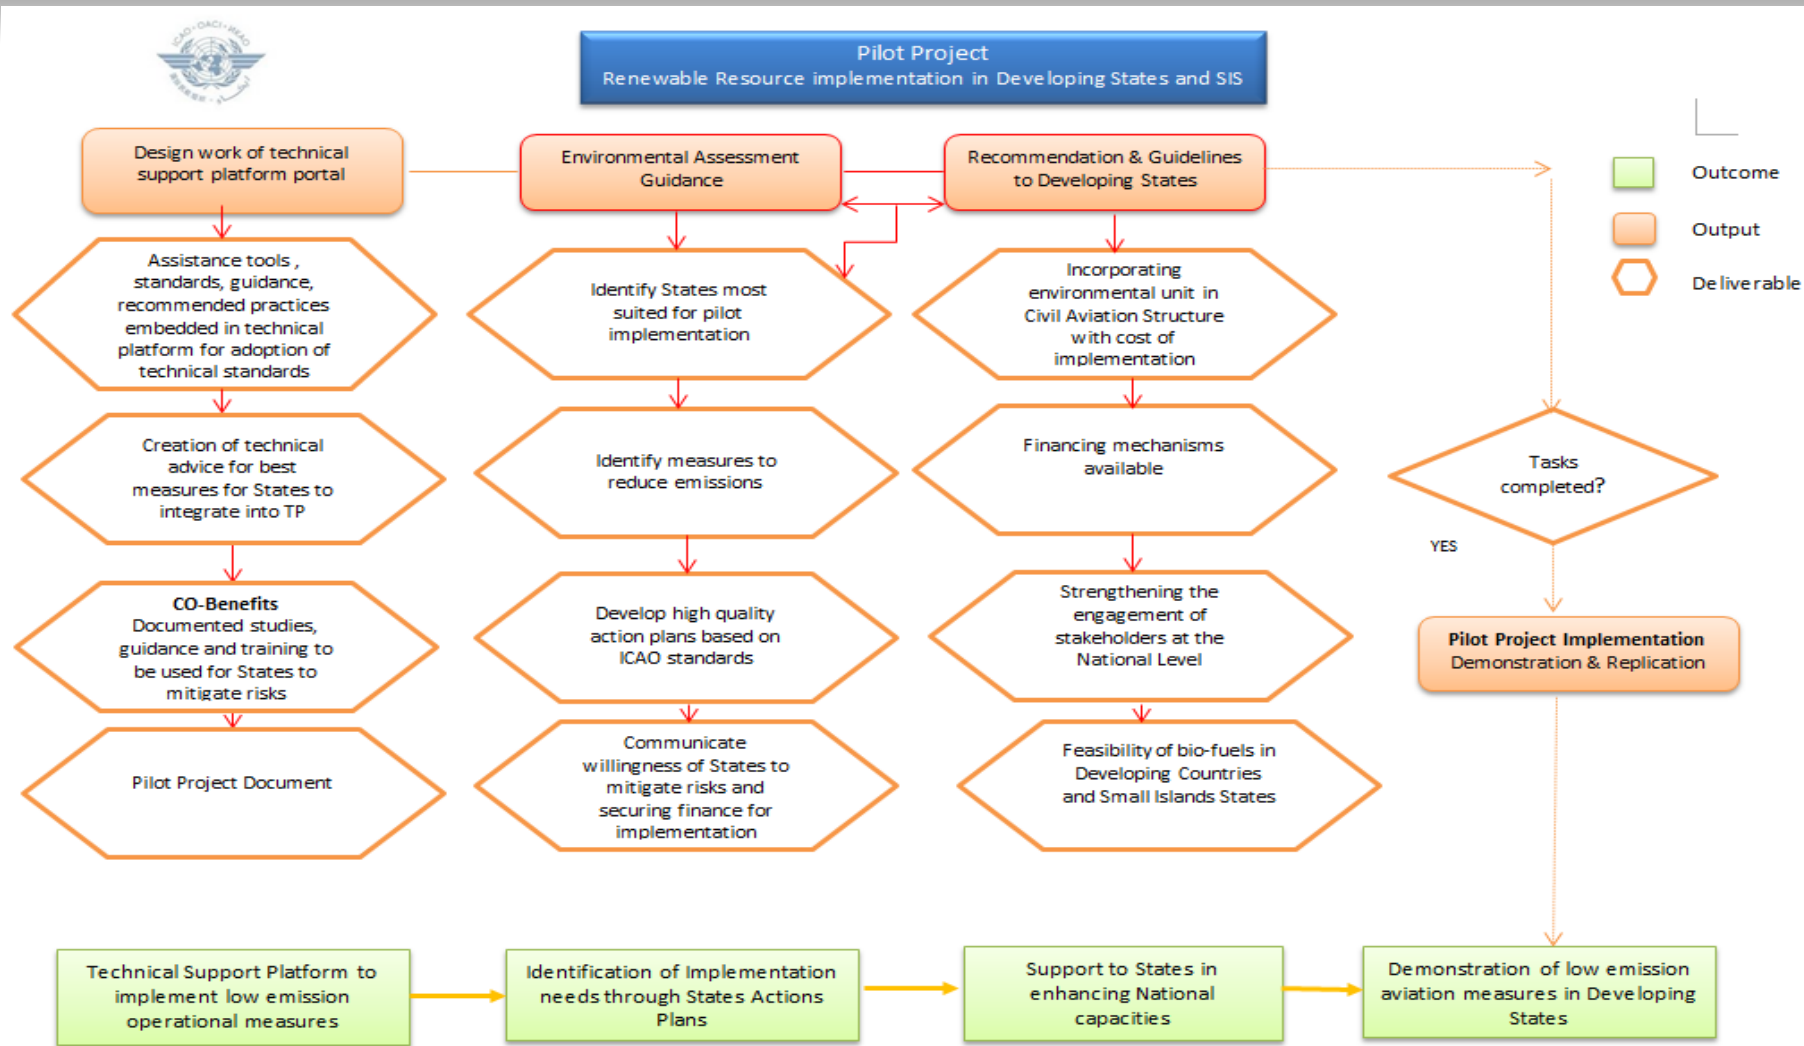 ICAO · OACI · ИКАО
Pilot Project
Renewable Resource implementation in Developing States and SIS
Design work of technical
support platform portal
Environmental Assessment
Guidance
Recommendation & Guidelines
to Developing States
Outcome
Output
Deliverable
Assistance tools ,
standards, guidance,
recommended practices
embedded in technical
platform for adoption of
technical standards
Identify States most
suited for pilot
implementation
Incorporating
environmental unit in
Civil Aviation Structure
with cost of
implementation
Creation of technical
advice for best
measures for States to
integrate into TP
Identify measures to
reduce emissions
Financing mechanisms
available
Tasks
completed?
YES
CO-Benefits
Documented studies,
guidance and training to
be used for States to
mitigate risks
Develop high quality
action plans based on
ICAO standards
Strengthening the
engagement of
stakeholders at the
National Level
Pilot Project Implementation
Demonstration & Replication
Pilot Project Document
Communicate
willingness of States to
mitigate risks and
securing finance for
implementation
Feasibility of bio-fuels in
Developing Countries
and Small Islands States
Technical Support Platform to
implement low emission
operational measures
Identification of Implementation
needs through States Actions
Plans
Support to States in
enhancing National
capacities
Demonstration of low emission
aviation measures in Developing
States